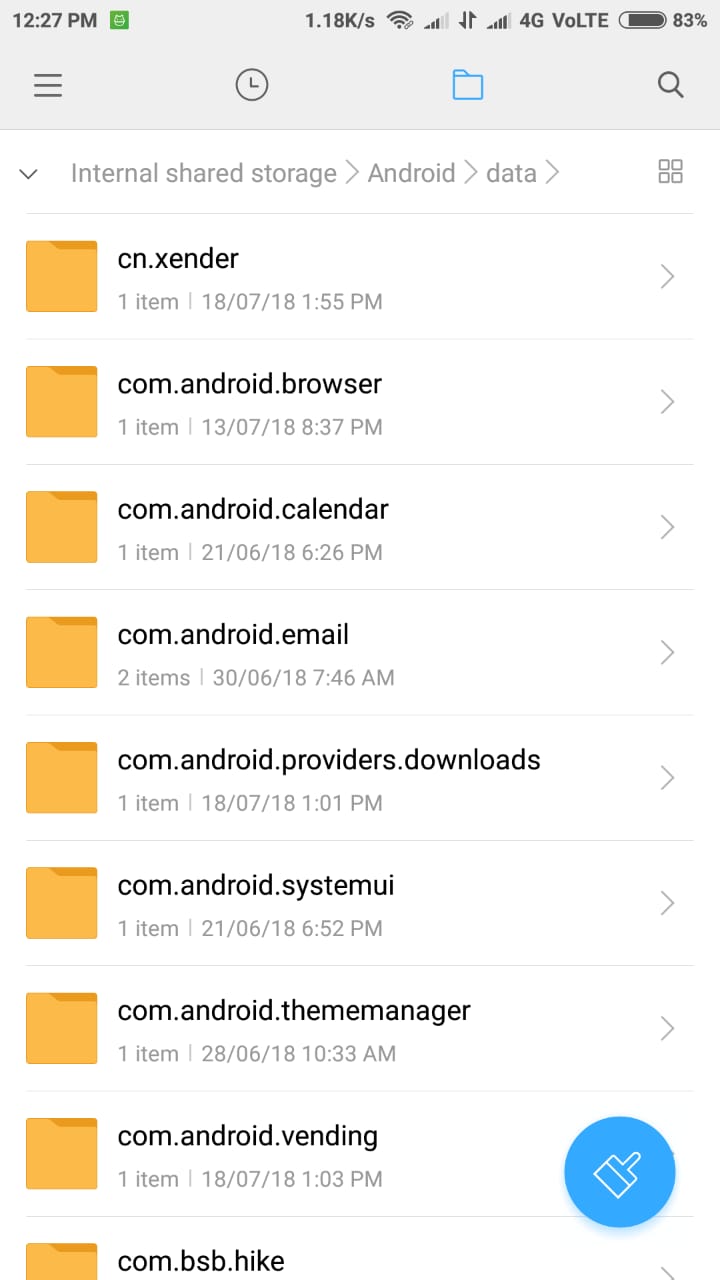 12:27 PM 1.18K/s 4G VoLTE 83%
Internal shared storage Android data
cn.xender
1 item 18/07/18 1:55 PM
com.android.browser
1 item 13/07/18 8:37 PM
com.android.calendar
1 item 21/06/18 6:26 PM
com.android.email
2 items 30/06/18 7:46 AM
com.android.providers.downloads
1 item 18/07/18 1:01 PM
com.android.systemui
1 item 21/06/18 6:52 PM
com.android.thememanager
1 item 28/06/18 10:33 AM
com.android.vending
1 item 18/07/18 1:03 PM
com.bsb.hike